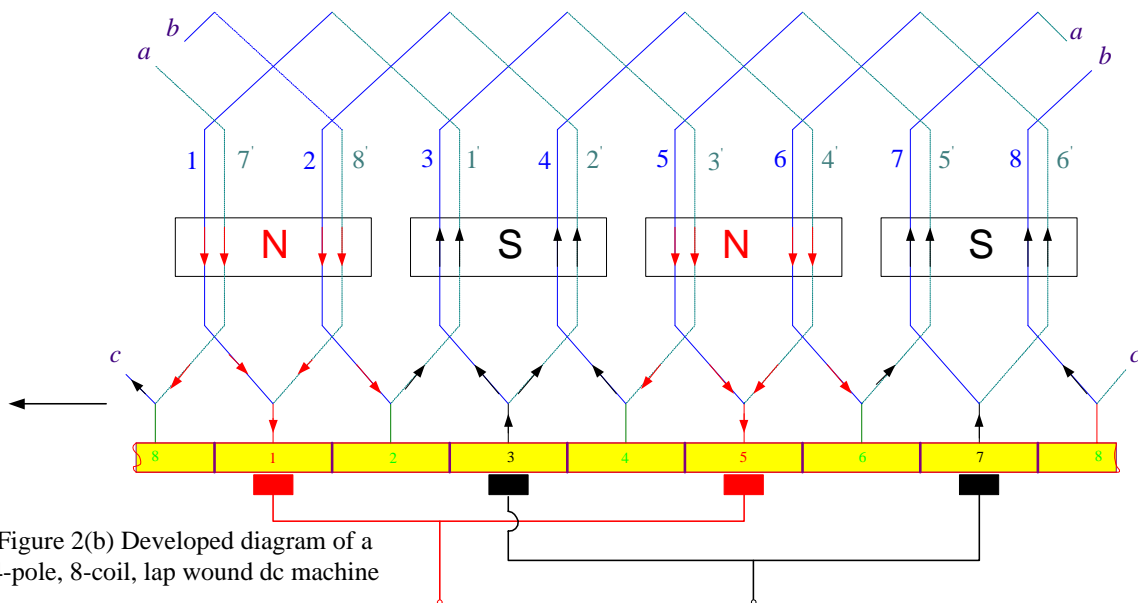 b a
a b
1 7' 2 8' 3 1' 4 2' 5 3' 6 4' 7 5' 8 6'
N S N S
c c
8 1 2 3 4 5 6 7 8
Figure 2(b) Developed diagram of a
-pole, 8-coil, lap wound dc machine